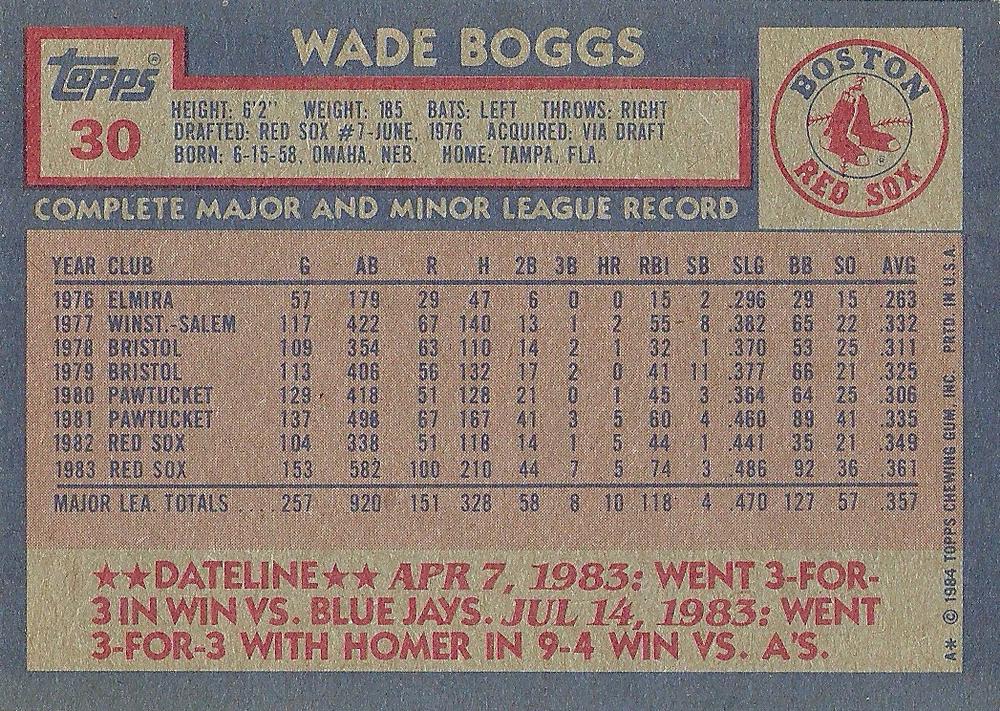 WADE BOGGS
Topps®
30
HEIGHT: 6'2" WEIGHT: 185 BATS: LEFT THROWS: RIGHT
DRAFTED: RED SOX #7-JUNE, 1976 ACQUIRED: VIA DRAFT
BORN: 6-15-58, OMAHA, NEB. HOME: TAMPA, FLA.
BOSTON
RED SOX
COMPLETE MAJOR AND MINOR LEAGUE RECORD
YEAR CLUB G AB R H 2B 3B HR RBI SB SLG BB SO AVG
1976 ELMIRA 57 179 29 47 6 0 0 15 2 .296 29 15 .263
1977 WINST.-SALEM 117 422 67 140 13 1 2 55 8 .382 65 22 .332
1978 BRISTOL 109 354 63 110 14 2 1 32 1 .370 53 25 .311
1979 BRISTOL 113 406 56 132 17 2 0 41 11 .377 66 21 .325
1980 PAWTUCKET 129 418 51 128 21 0 1 45 3 .364 64 25 .306
1981 PAWTUCKET 137 498 67 167 41 3 5 60 4 .460 89 41 .335
1982 RED SOX 104 338 51 118 14 1 5 44 1 .441 35 21 .349
1983 RED SOX 153 582 100 210 44 7 5 74 3 .486 92 36 .361
MAJOR LEA. TOTALS .... 257 920 151 328 58 8 10 118 4 .470 127 57 .357
★★DATELINE★★ APR 7, 1983: WENT 3-FOR-
3 IN WIN VS. BLUE JAYS. JUL 14, 1983: WENT
3-FOR-3 WITH HOMER IN 9-4 WIN VS. A'S.
A* © 1984 TOPPS CHEWING GUM, INC. PRTD. IN U.S.A.